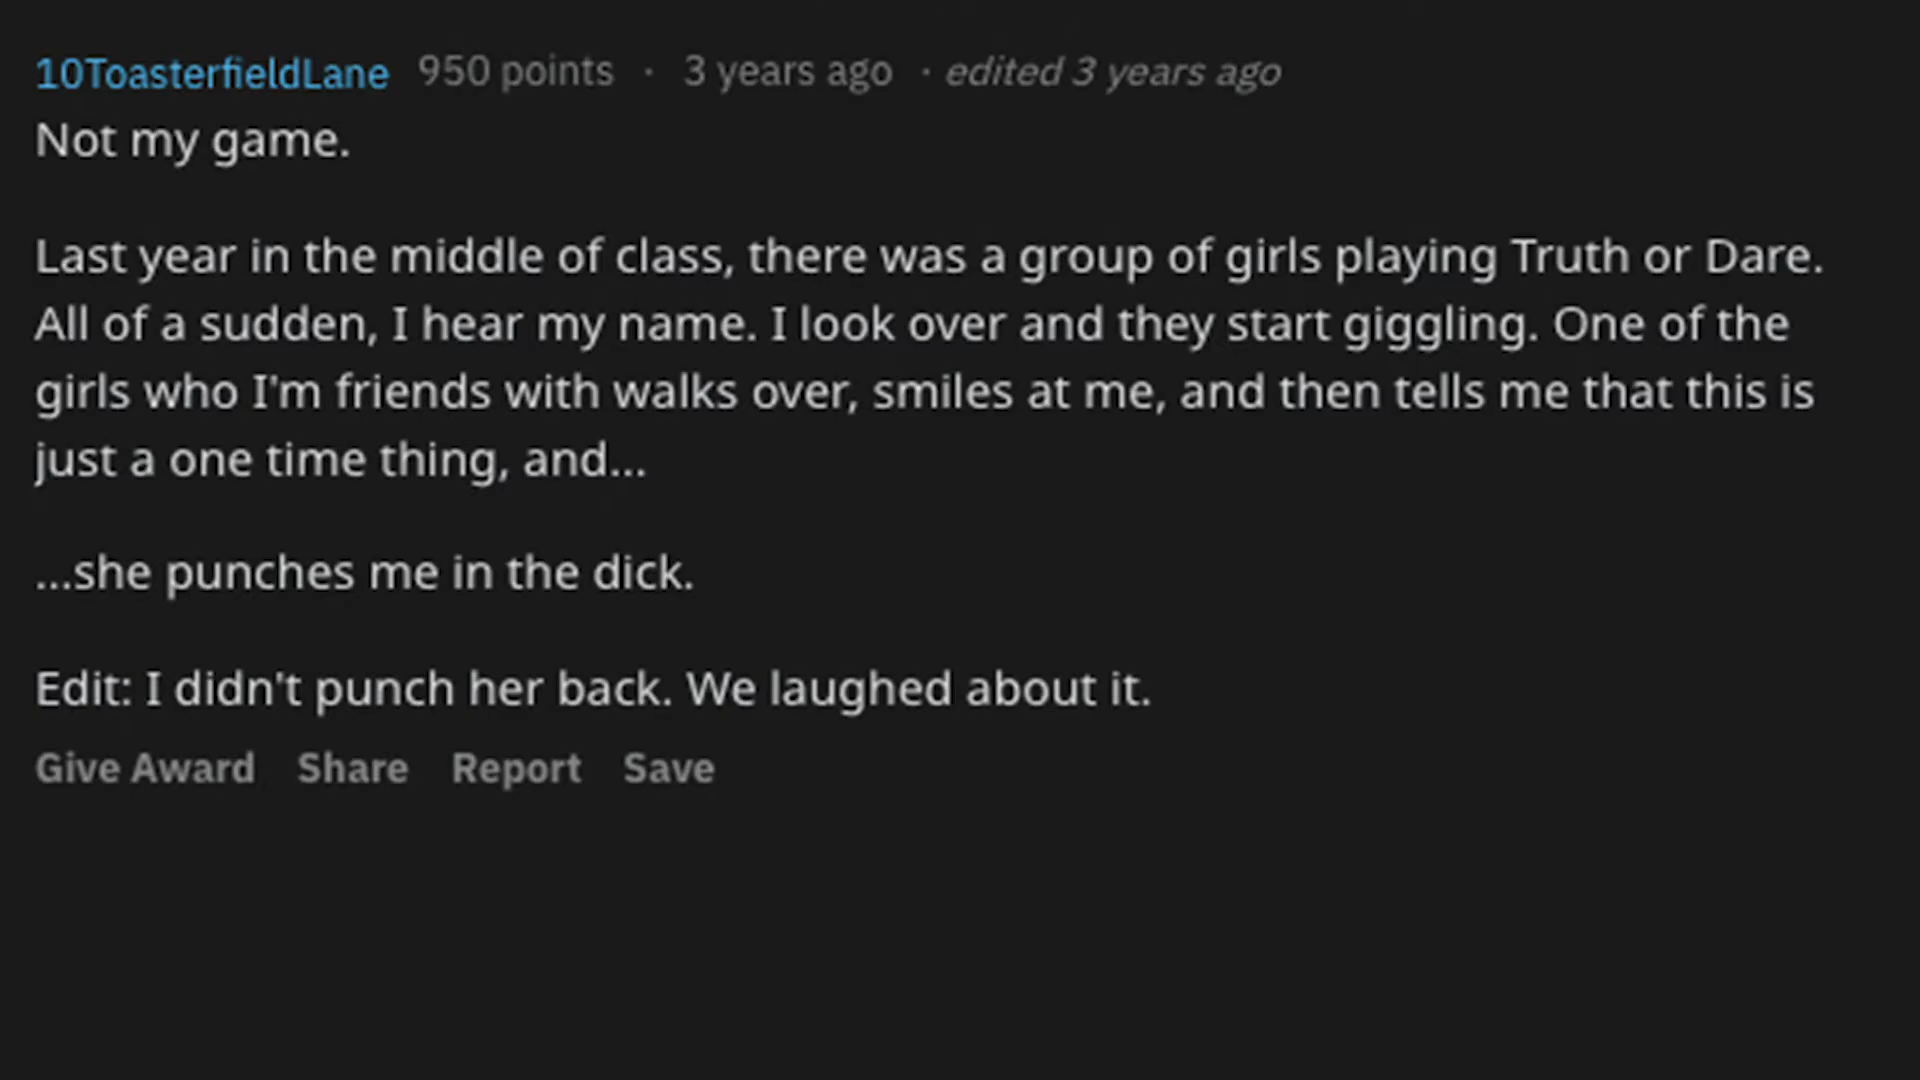 10ToasterfieldLane 950 points · 3 years ago · edited 3 years ago
Not my game.
Last year in the middle of class, there was a group of girls playing Truth or Dare.
All of a sudden, I hear my name. I look over and they start giggling. One of the
girls who I'm friends with walks over, smiles at me, and then tells me that this is
just a one time thing, and...
...she punches me in the dick.
Edit: I didn't punch her back. We laughed about it.
Give Award Share Report Save